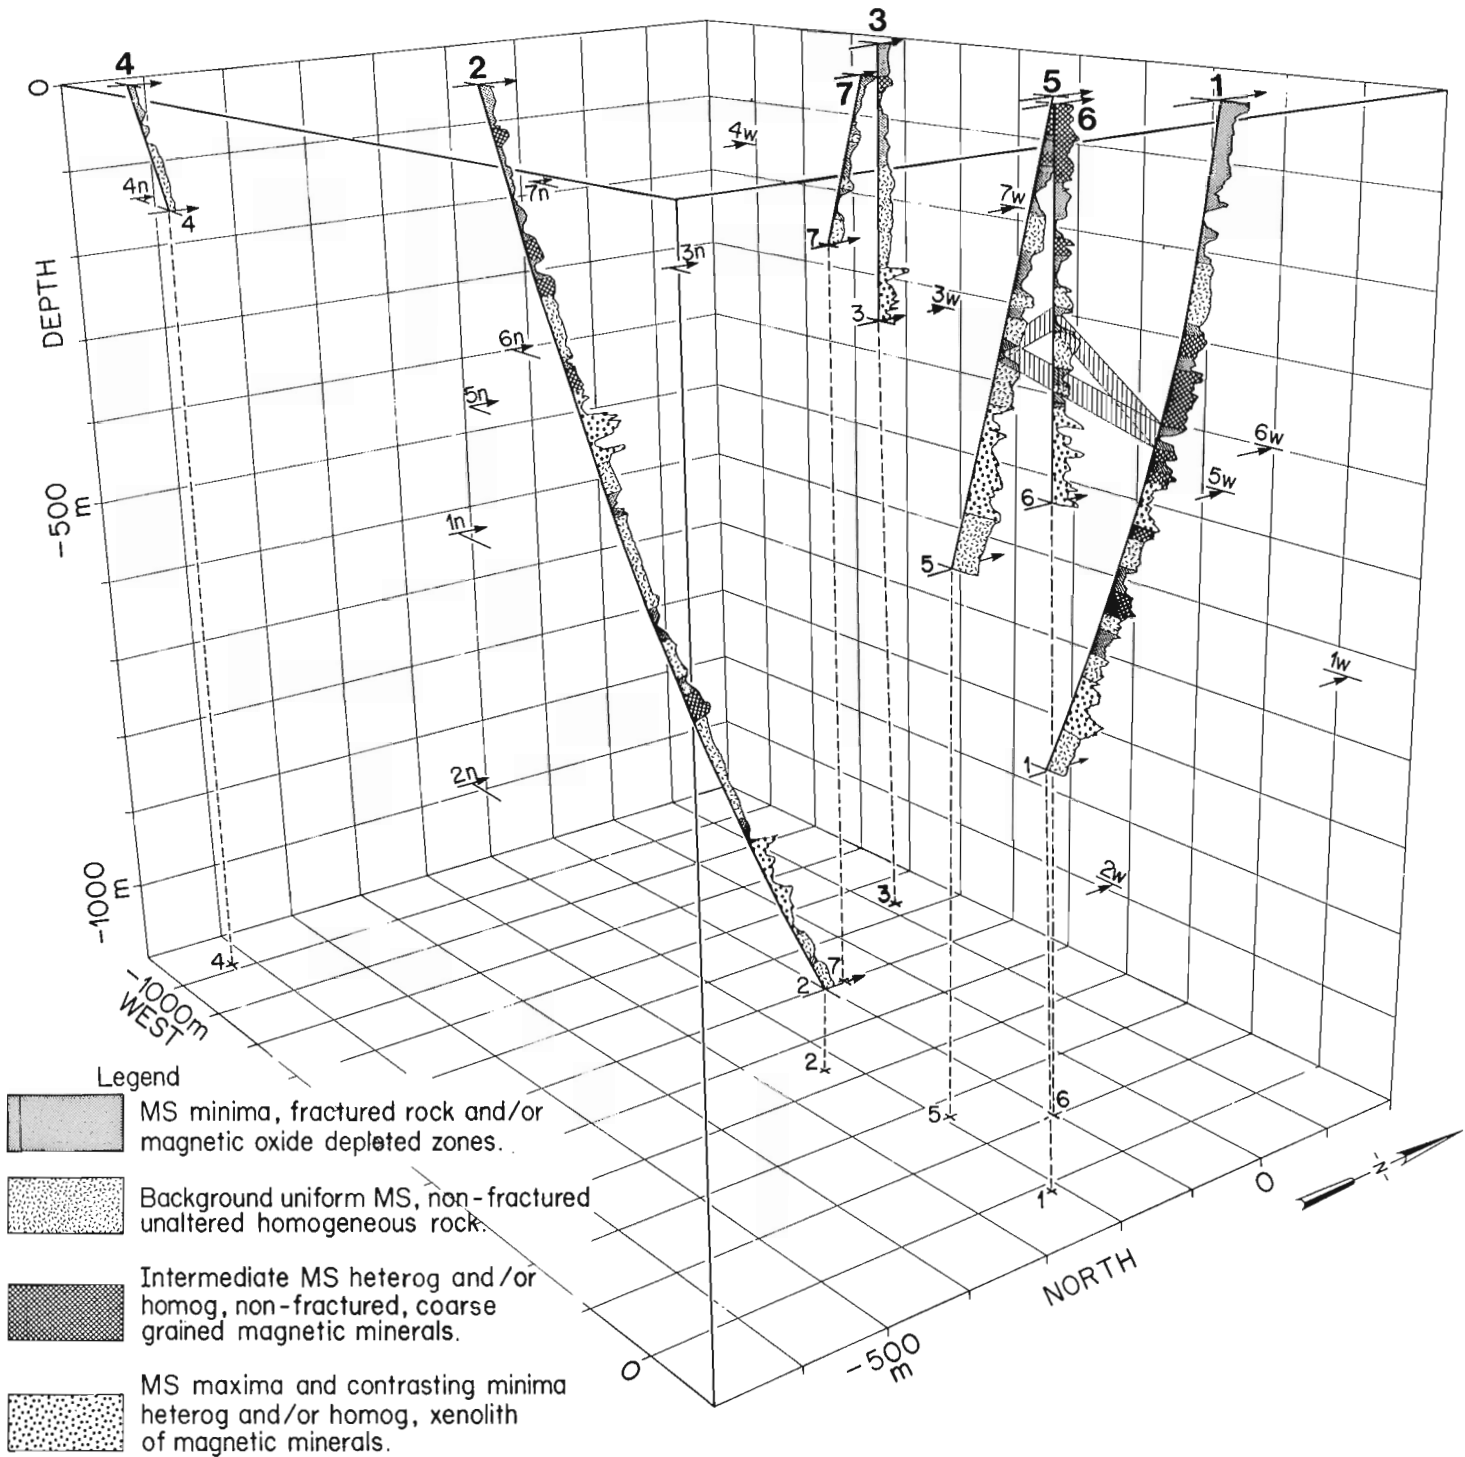 3
4
2
5
1
0
7
6
4w
4n
7n
7w
4
7
3n
DEPTH
3w
3
6n
5n
6w
-500
m
5w
6
1n
5
1w
2n
1
-1000
m
2w
3
4
7
2
-1000m
WEST
2
5
6
1
0
N
NORTH
-500
m
0
Legend
MS minima, fractured rock and/or
magnetic oxide depleted zones.
Background uniform MS, non-fractured
unaltered homogeneous rock.
Intermediate MS heterog and/or
homog, non-fractured, coarse
grained magnetic minerals.
MS maxima and contrasting minima
heterog and/or homog, xenolith
of magnetic minerals.